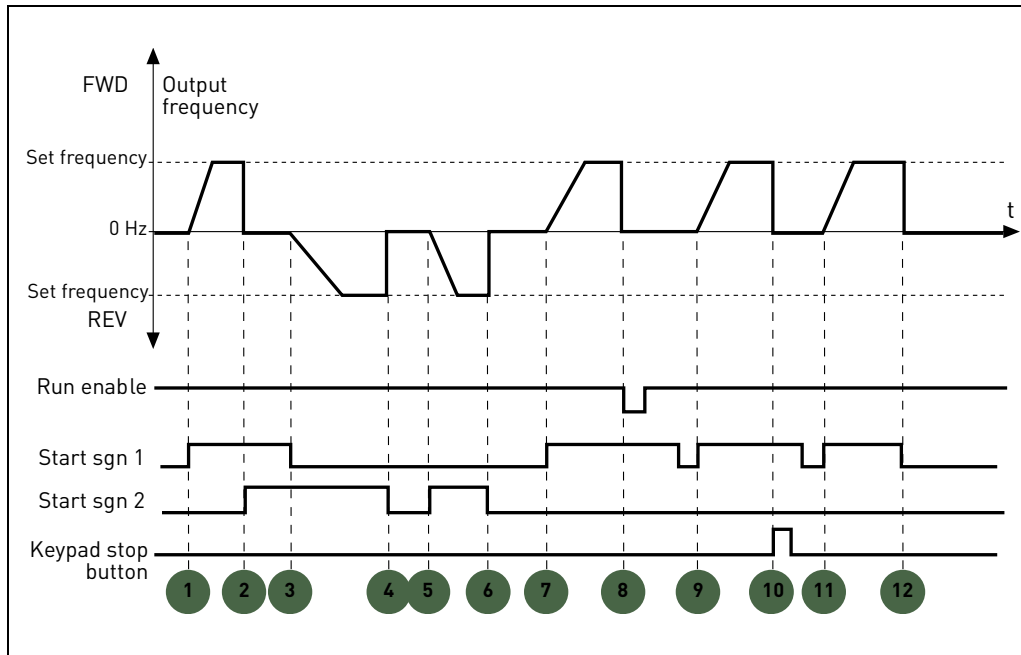 FWD
Output
frequency
Set frequency
0 Hz
t
Set frequency
REV
Run enable
Start sgn 1
Start sgn 2
Keypad stop
button
1 2 3 4 5 6 7 8 9 10 11 12